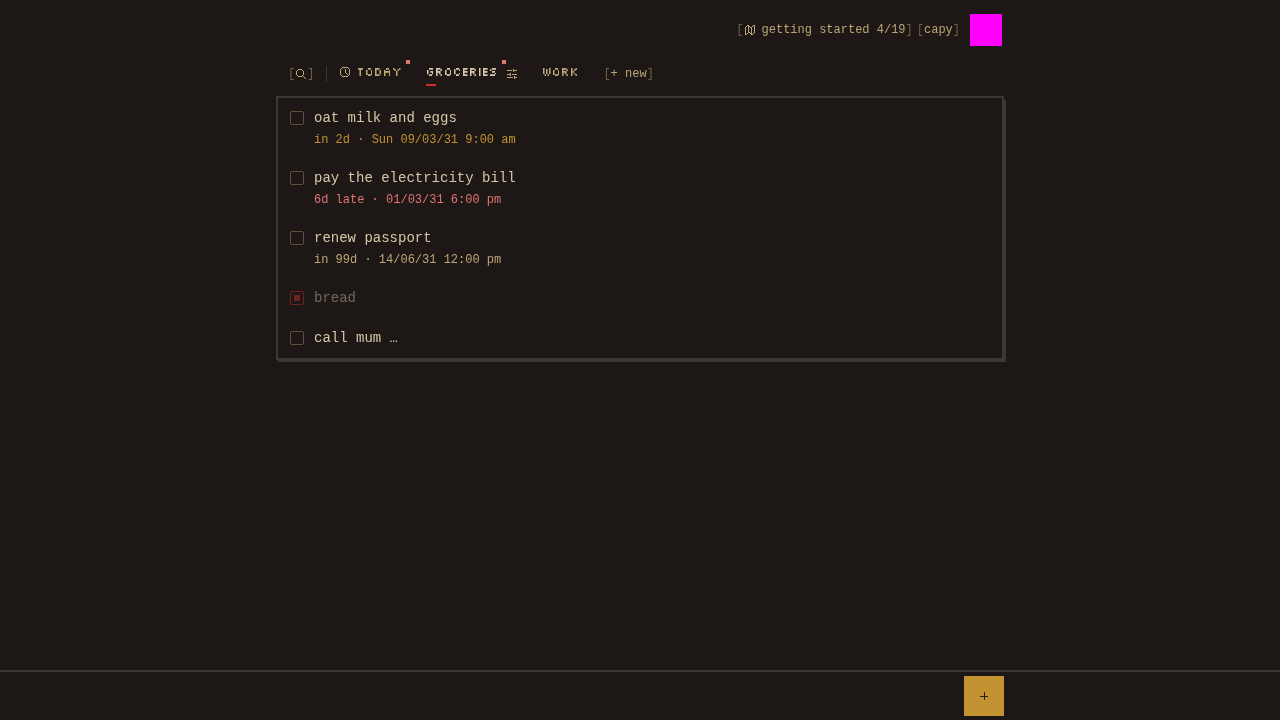 [ getting started 4/19] [capy]
[ ] TODAY GROCERIES WORK [+ new]
oat milk and eggs
in 2d · Sun 09/03/31 9:00 am
pay the electricity bill
6d late · 01/03/31 6:00 pm
renew passport
in 99d · 14/06/31 12:00 pm
bread
call mum …
+